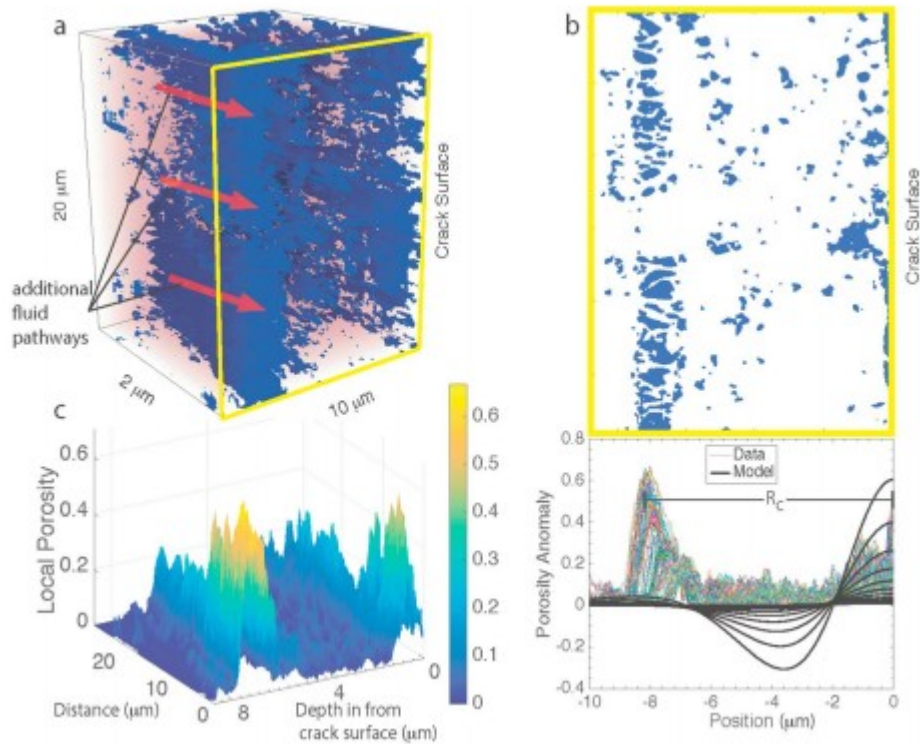 a
20 μm
additional
fluid
pathways
2 μm
10 μm
Crack Surface
b
Crack Surface
c
Local Porosity
0.6
0.4
0.2
0
20
10
0
Distance (μm)
8
4
0
Depth in from
crack surface (μm)
0.6
0.5
0.4
0.3
0.2
0.1
0
Porosity Anomaly
0.8
0.6
0.4
0.2
0
-0.2
-0.4
Data
Model
Rc
-10
-8
-6
-4
-2
0
Position (μm)